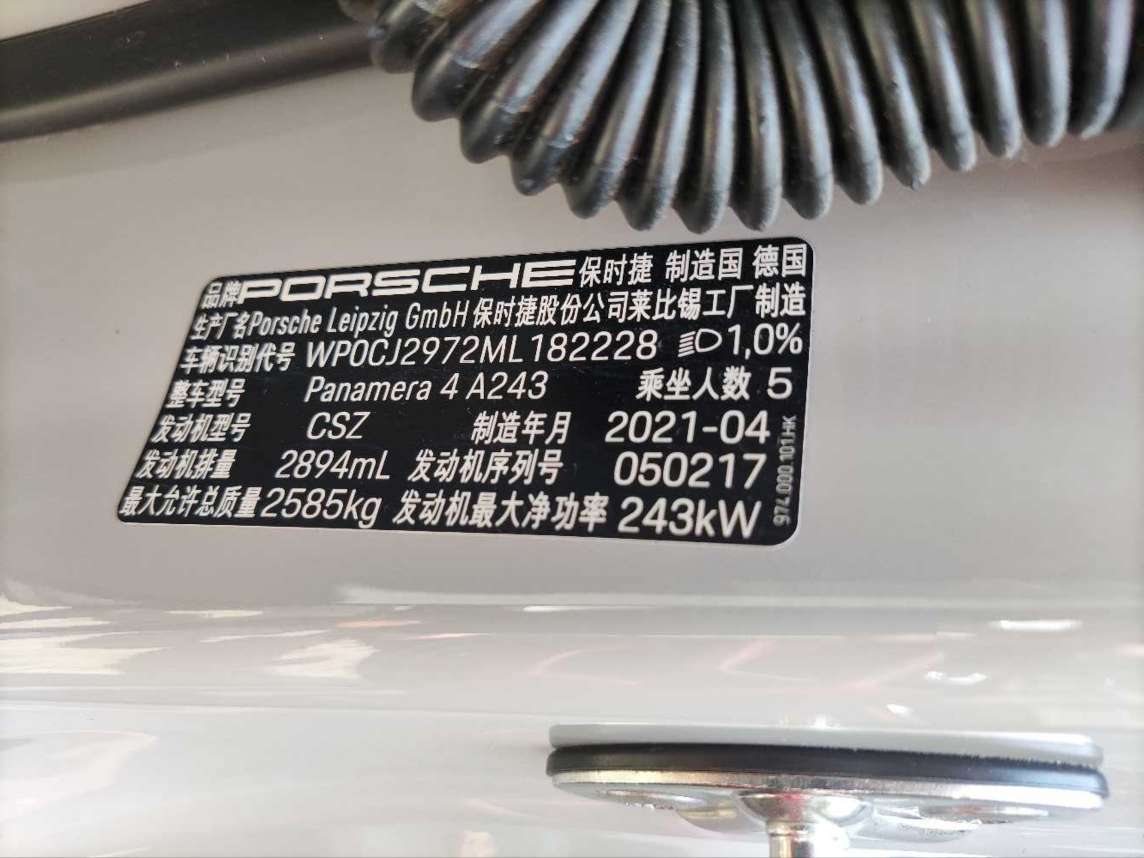 品牌PORSCHE保时捷 制造国 德国
生产厂名Porsche Leipzig GmbH 保时捷股份公司莱比锡工厂制造
车辆识别代号 WP0CJ2972ML182228 1,0%
整车型号 Panamera 4 A243 乘坐人数 5
发动机型号 CSZ 制造年月 2021-04
发动机排量 2894mL 发动机序列号 050217
最大允许总质量 2585kg 发动机最大净功率 243kW
974.000.101.HK